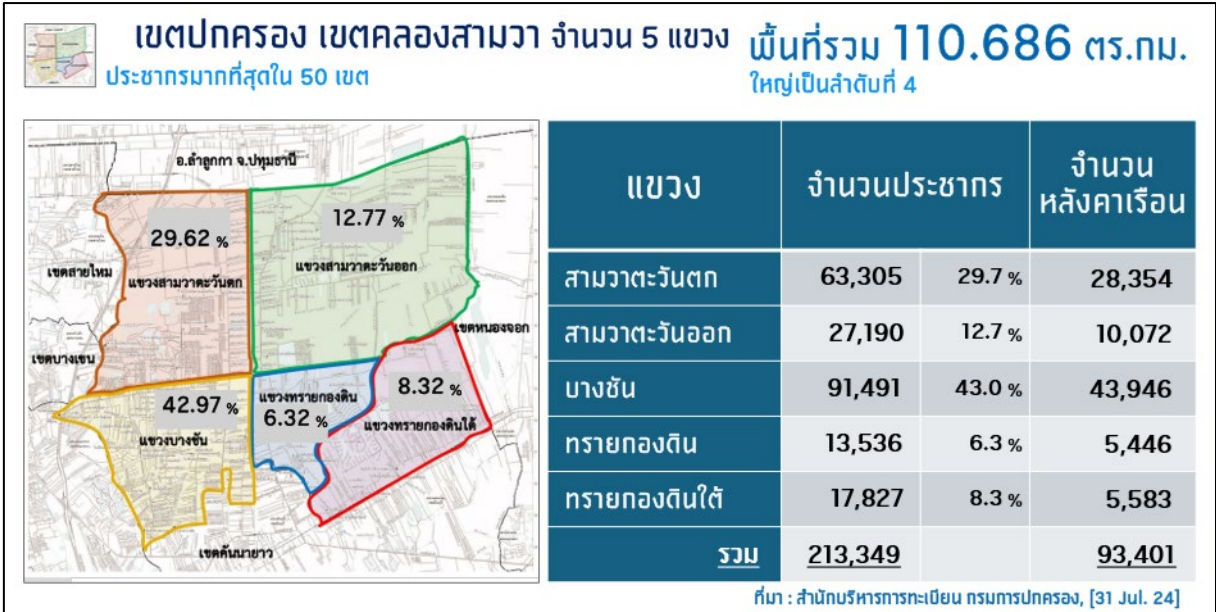 เขตปกครอง เขตคลองสามวา จำนวน 5 แขวง
ประชากรมากที่สุดใน 50 เขต
พื้นที่รวม 110.686 ตร.กม.
ใหญ่เป็นลำดับที่ 4
อ.ลำลูกกา จ.ปทุมธานี
12.77 %
29.62 %
แขวงสามวาตะวันออก
เขตสายไหม
แขวงสามวาตะวันตก
เขตหนองจอก
เขตบางเขน
8.32 %
แขวงทรายกองดิน
42.97 %
6.32 %
แขวงทรายกองดินใต้
แขวงบางชัน
เขตคันนายาว
แขวง จำนวนประชากร จำนวน
หลังคาเรือน
สามวาตะวันตก 63,305 29.7 % 28,354
สามวาตะวันออก 27,190 12.7 % 10,072
บางชัน 91,491 43.0 % 43,946
ทรายกองดิน 13,536 6.3 % 5,446
ทรายกองดินใต้ 17,827 8.3 % 5,583
รวม 213,349 93,401
ที่มา : สำนักบริหารการทะเบียน กรมการปกครอง, [31 Jul. 24]